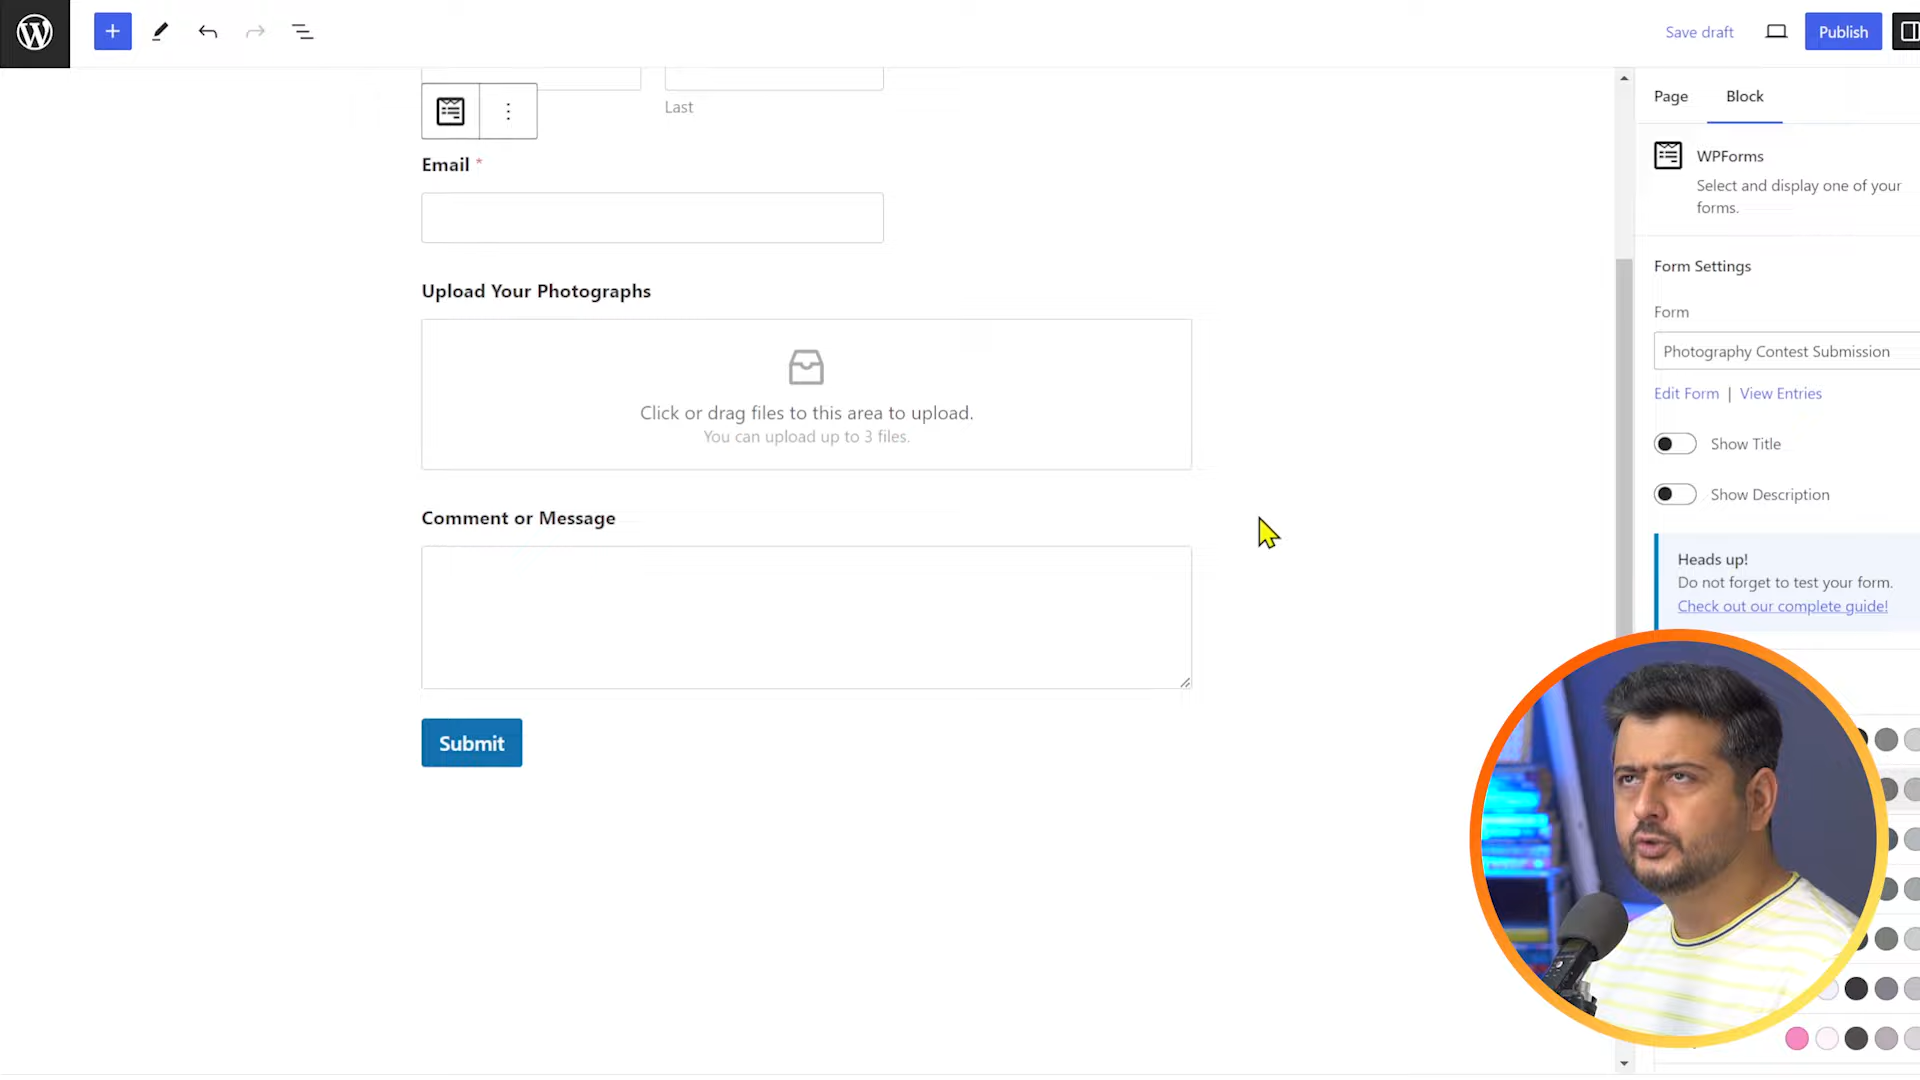 Save draft
Publish
Last
Email *
Upload Your Photographs
Click or drag files to this area to upload.
You can upload up to 3 files.
Comment or Message
Submit
Page
Block
WPForms
Select and display one of your
forms.
Form Settings
Form
Photography Contest Submission
Edit Form | View Entries
Show Title
Show Description
Heads up!
Do not forget to test your form.
Check out our complete guide!